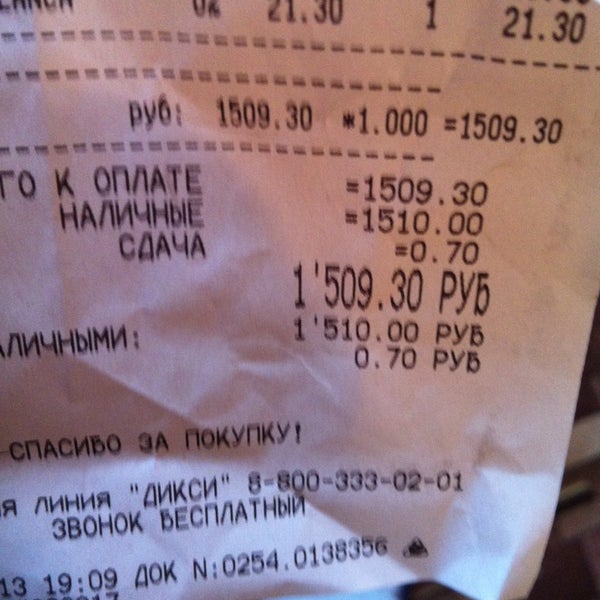 0% 21.30 1 21.30
руб: 1509.30 *1.000 =1509.30
ГО К ОПЛАТЕ =1509.30
НАЛИЧНЫЕ =1510.00
СДАЧА =0.70
1'509.30 РУБ
АЛИЧНЫМИ: 1'510.00 РУБ
0.70 РУБ
СПАСИБО ЗА ПОКУПКУ!
АЯ ЛИНИЯ "ДИКСИ" 8-800-333-02-01
ЗВОНОК БЕСПЛАТНЫЙ
13 19:09 ДОК N:0254.0138356